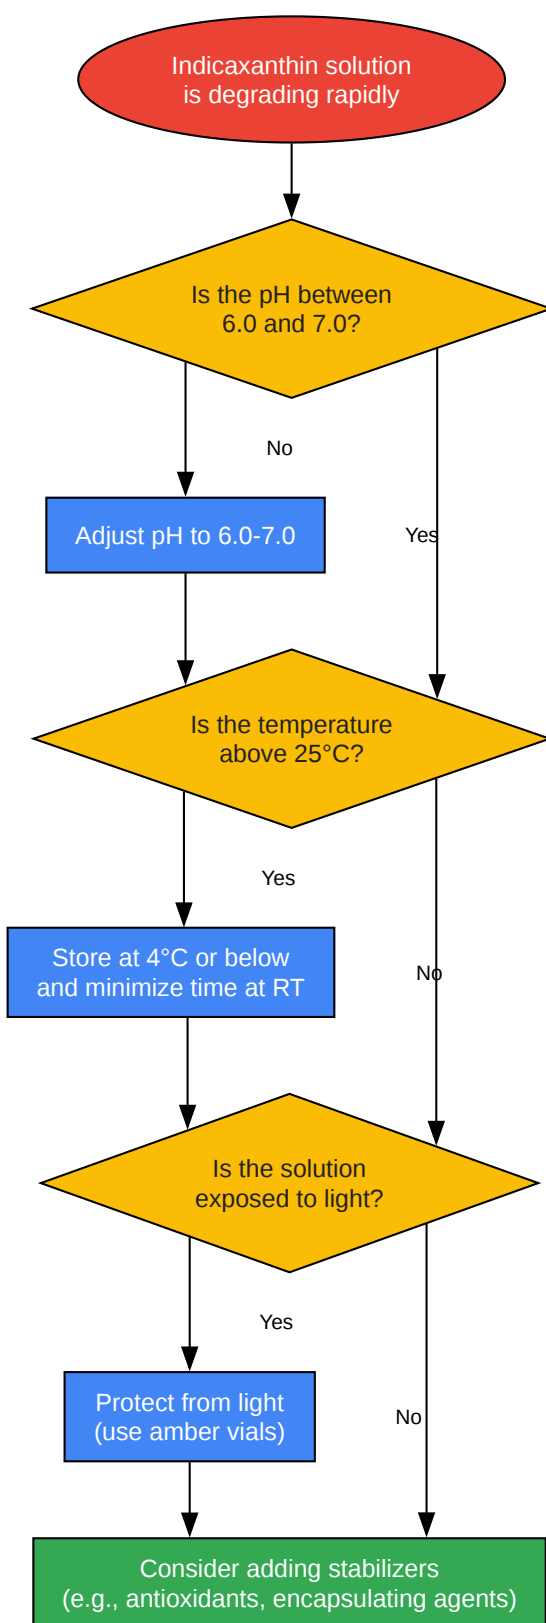 Indicaxanthin solution
is degrading rapidly
Is the pH between
6.0 and 7.0?
No
Adjust pH to 6.0-7.0
Yes
Is the temperature
above 25°C?
Yes
Store at 4°C or below
and minimize time at RT
No
Is the solution
exposed to light?
Yes
Protect from light
(use amber vials)
No
Consider adding stabilizers
(e.g., antioxidants, encapsulating agents)